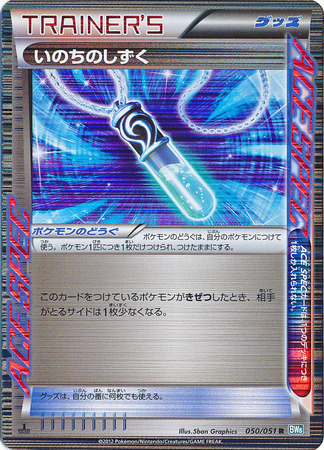 TRAINER'S
グッズ
いのちのしずく
ACE SPEC
ポケモンのどうぐ
ポケモンのどうぐは、自分のポケモンにつけて
使う。ポケモン1匹につき1枚だけつけられ、つけたままにする。
このカードをつけているポケモンがきぜつしたとき、相手
がとるサイドは1枚少なくなる。
ACE SPEC
グッズは、自分の番に何枚でも使える。
Illus.5ban Graphics
050/051 R
BW8
©2012 Pokémon/Nintendo/Creatures/GAME FREAK.